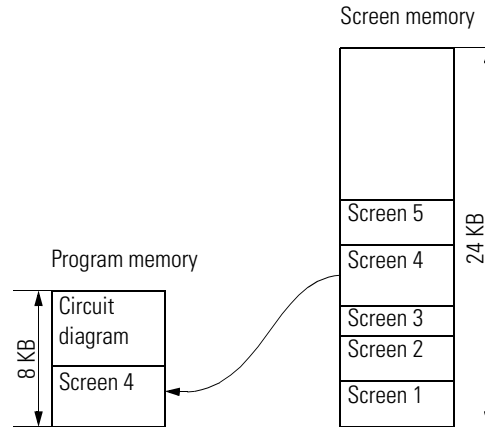 Screen memory
Screen 5
Screen 4
24 KB
Program memory
Screen 3
Circuit
diagram
8 KB
Screen 2
Screen 4
Screen 1